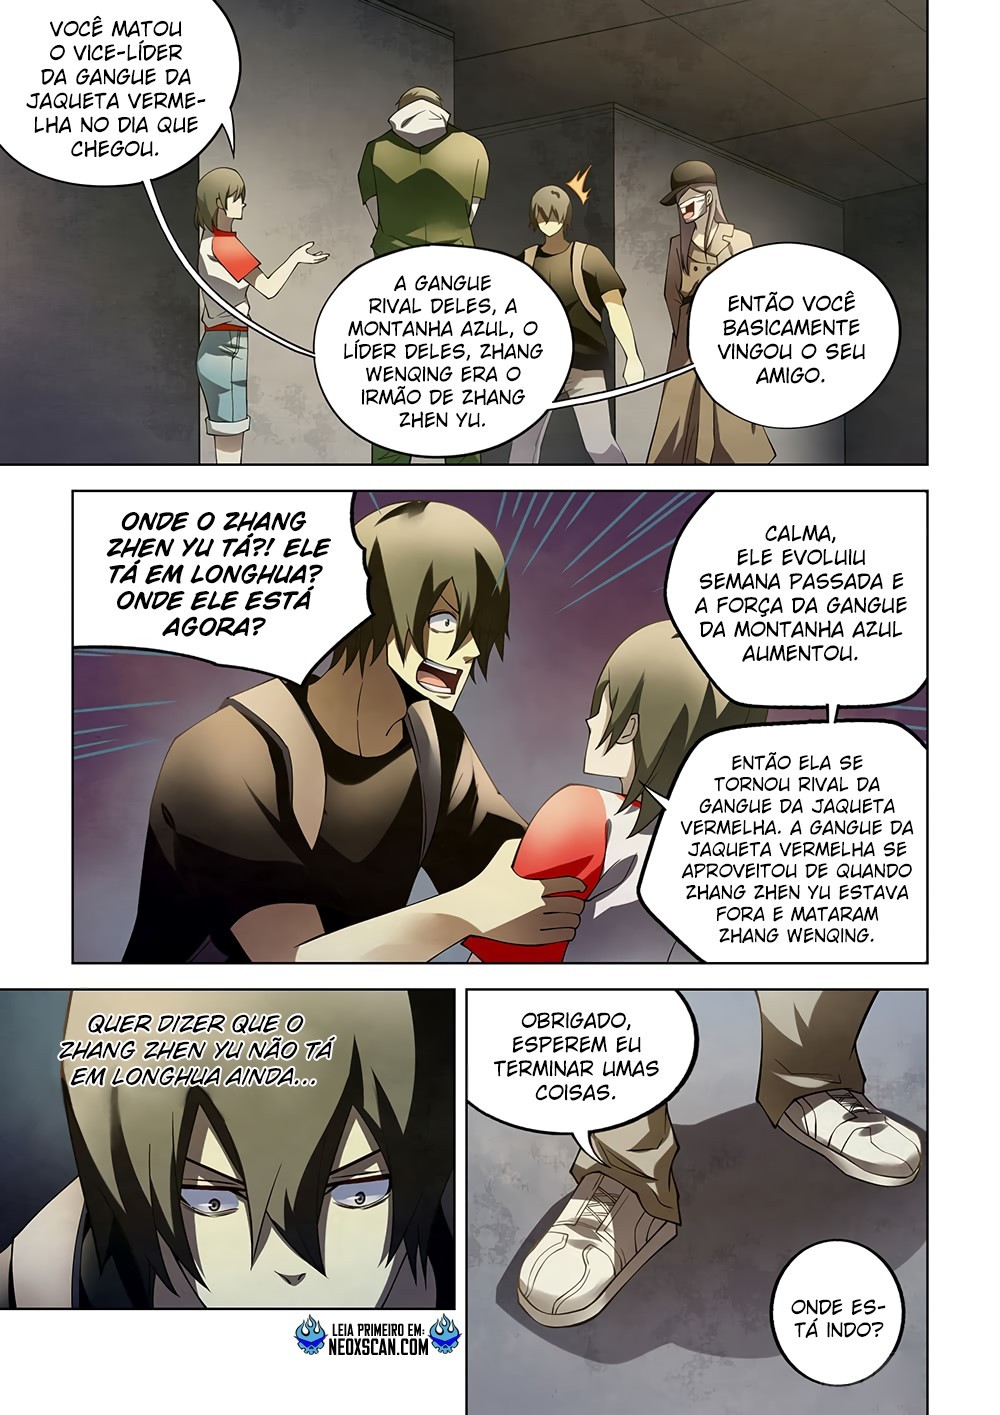 VOCÊ MATOU
O VICE-LÍDER
DA GANGUE DA
JAQUETA VERME-
LHA NO DIA QUE
CHEGOU.
A GANGUE
RIVAL DELES, A
MONTANHA AZUL, O
LÍDER DELES, ZHANG
WENQING ERA O
IRMÃO DE ZHANG
ZHEN YU.
ENTÃO VOCÊ
BASICAMENTE
VINGOU O SEU
AMIGO.
ONDE O ZHANG
ZHEN YU TÁ?! ELE
TÁ EM LONGHUA?
ONDE ELE ESTÁ
AGORA?
CALMA,
ELE EVOLUIU
SEMANA PASSADA E
A FORÇA DA GANGUE
DA MONTANHA AZUL
AUMENTOU.
ENTÃO ELA SE
TORNOU RIVAL DA
GANGUE DA JAQUETA
VERMELHA. A GANGUE DA
JAQUETA VERMELHA SE
APROVEITOU DE QUANDO
ZHANG ZHEN YU ESTAVA
FORA E MATARAM
ZHANG WENQING.
QUER DIZER QUE O
ZHANG ZHEN YU NÃO TÁ
EM LONGHUA AINDA...
OBRIGADO,
ESPEREM EU
TERMINAR UMAS
COISAS.
ONDE ES-
TÁ INDO?
LEIA PRIMEIRO EM:
NEOXSCAN.COM